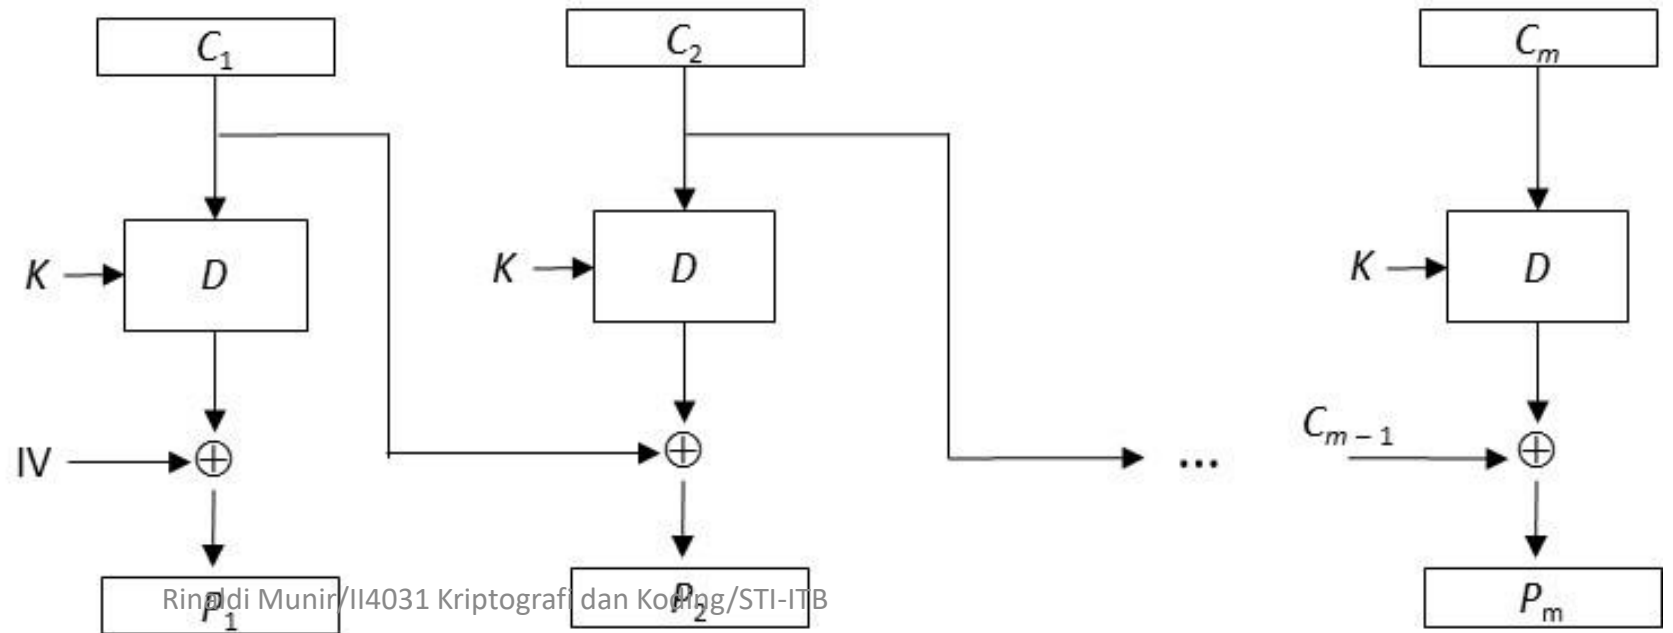 C₁ C₂ Cₘ
K D K D K D
Cₘ₋₁
IV ⊕ ⊕ ... ⊕
P₁ P₂ Pₘ
Rinaldi Munir/II4031 Kriptografi dan Koding/STI-ITB